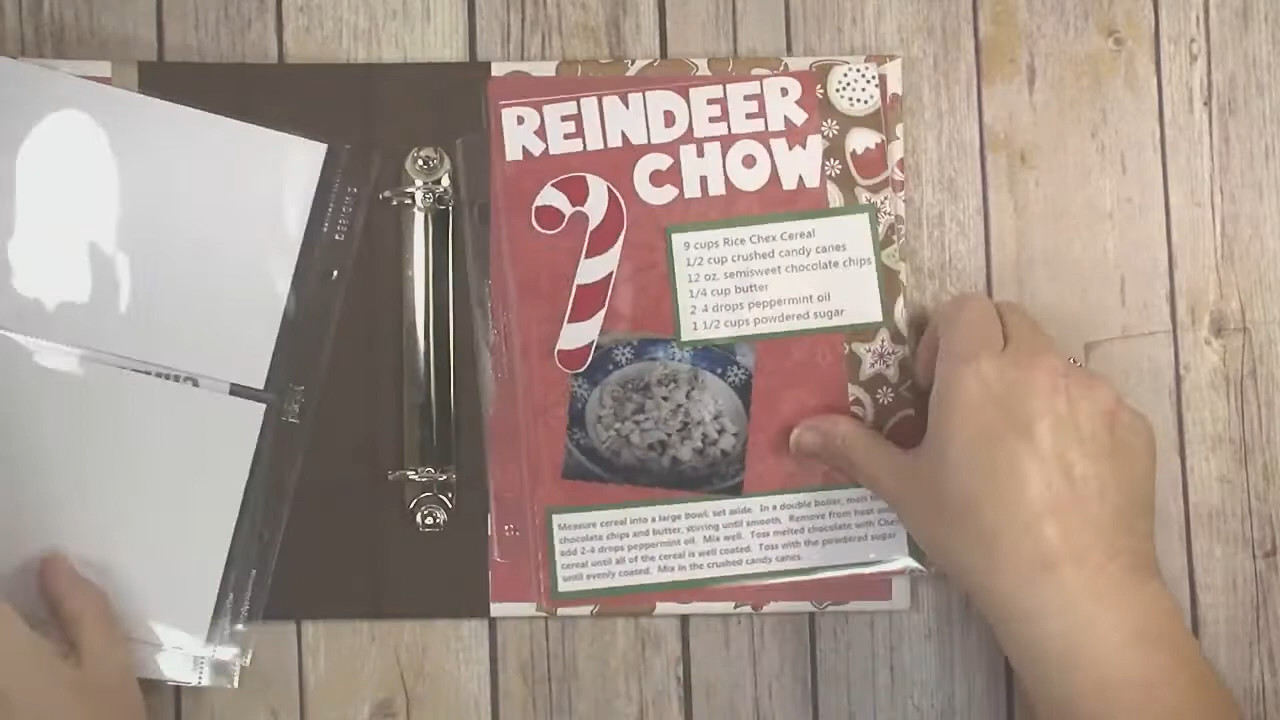 REINDEER
CHOW
9 cups Rice Chex Cereal
1/2 cup crushed candy canes
12 oz. semisweet chocolate chips
1/4 cup butter
2 4 drops peppermint oil
1 1/2 cups powdered sugar
Measure cereal into a large bowl, set aside. In a double boiler, melt
chocolate chips and butter, stirring until smooth. Remove from heat
add 2-4 drops peppermint oil. Mix well. Toss melted chocolate with Chex
cereal until all of the cereal is well coated. Toss with the powdered sugar
until evenly coated. Mix in the crushed candy canes.
DESIGNS